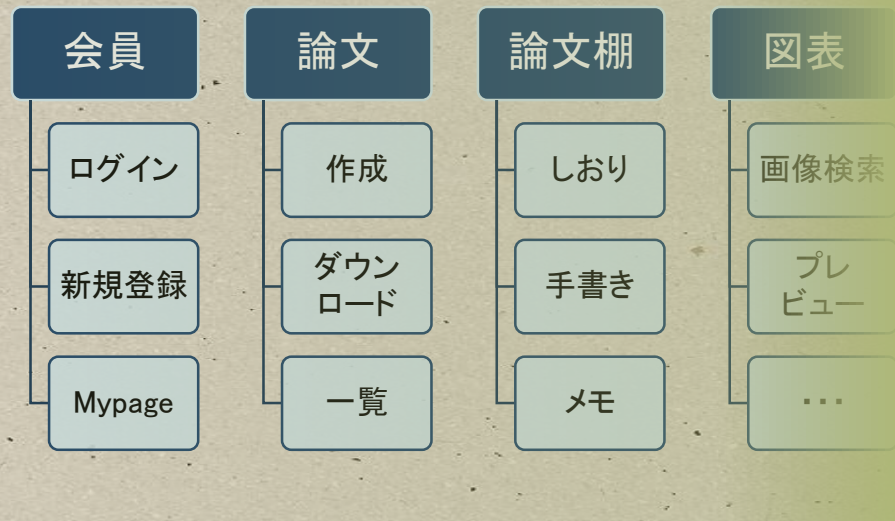 会員
ログイン
新規登録
Mypage
論文
作成
ダウン
ロード
一覧
論文棚
しおり
手書き
メモ
図表
画像検索
プレ
ビュー
・・・